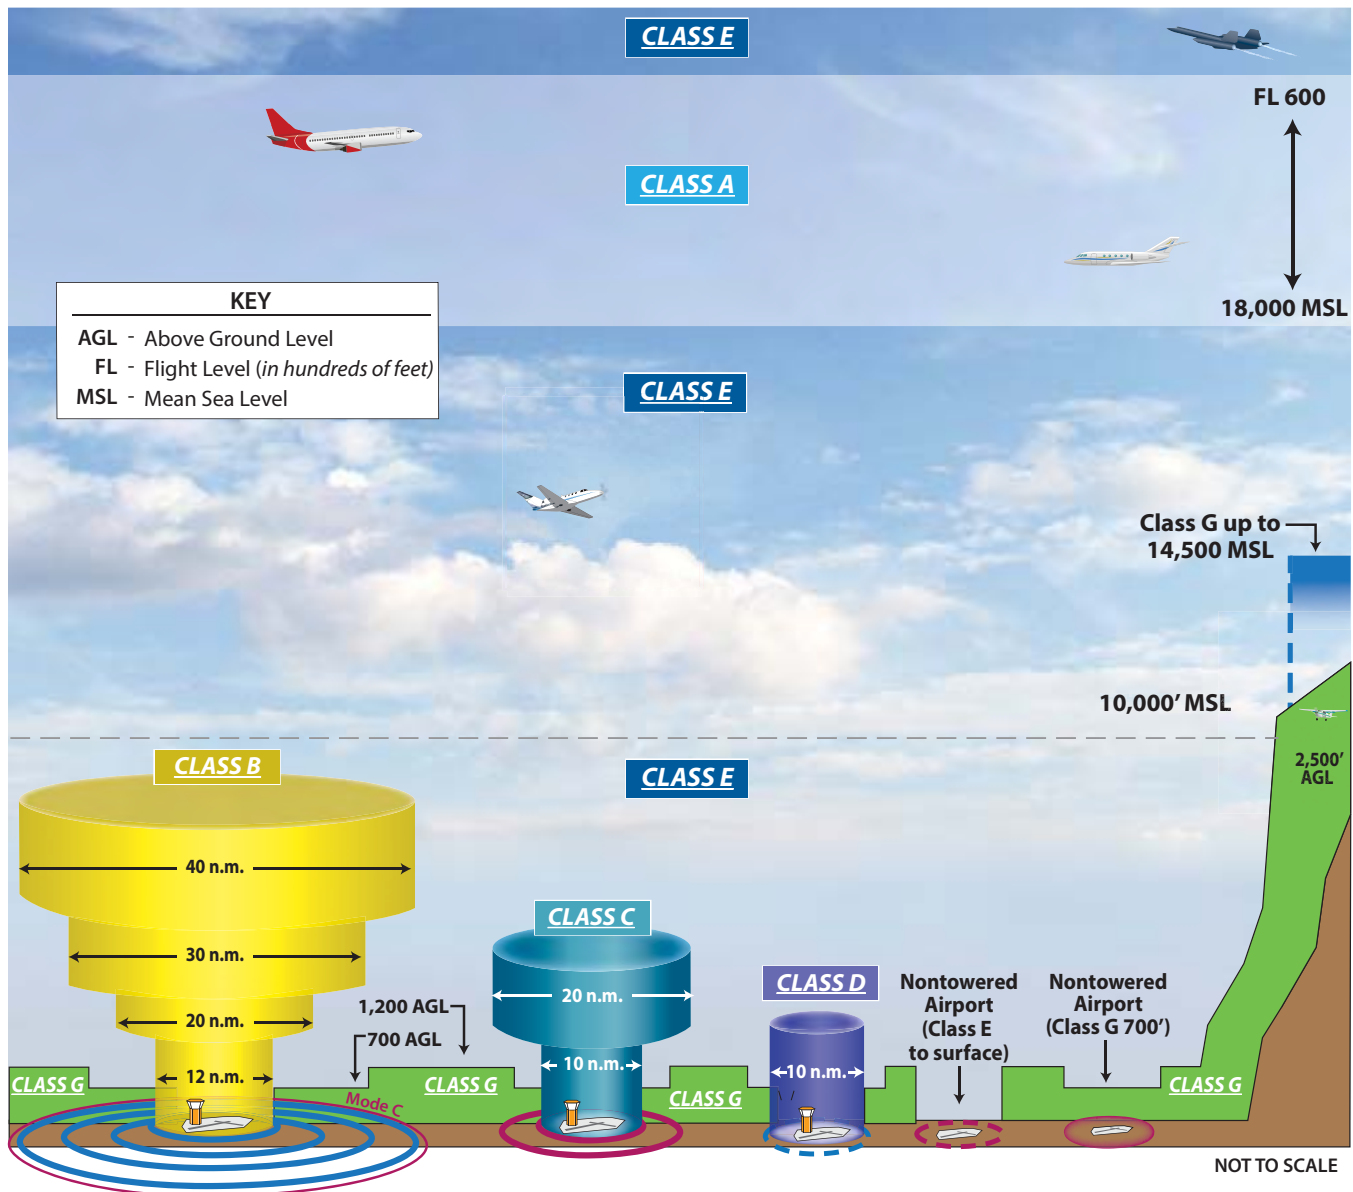 CLASS E
FL 600
CLASS A
18,000 MSL
KEY
AGL - Above Ground Level
FL - Flight Level (in hundreds of feet)
MSL - Mean Sea Level
CLASS E
Class G up to
14,500 MSL
10,000’ MSL
2,500’
AGL
CLASS B
CLASS E
40 n.m.
30 n.m.
20 n.m.
12 n.m.
1,200 AGL
700 AGL
CLASS C
20 n.m.
10 n.m.
CLASS D
10 n.m.
Nontowered
Airport
(Class E
to surface)
Nontowered
Airport
(Class G 700’)
CLASS G
CLASS G
CLASS G
CLASS G
Mode C
NOT TO SCALE